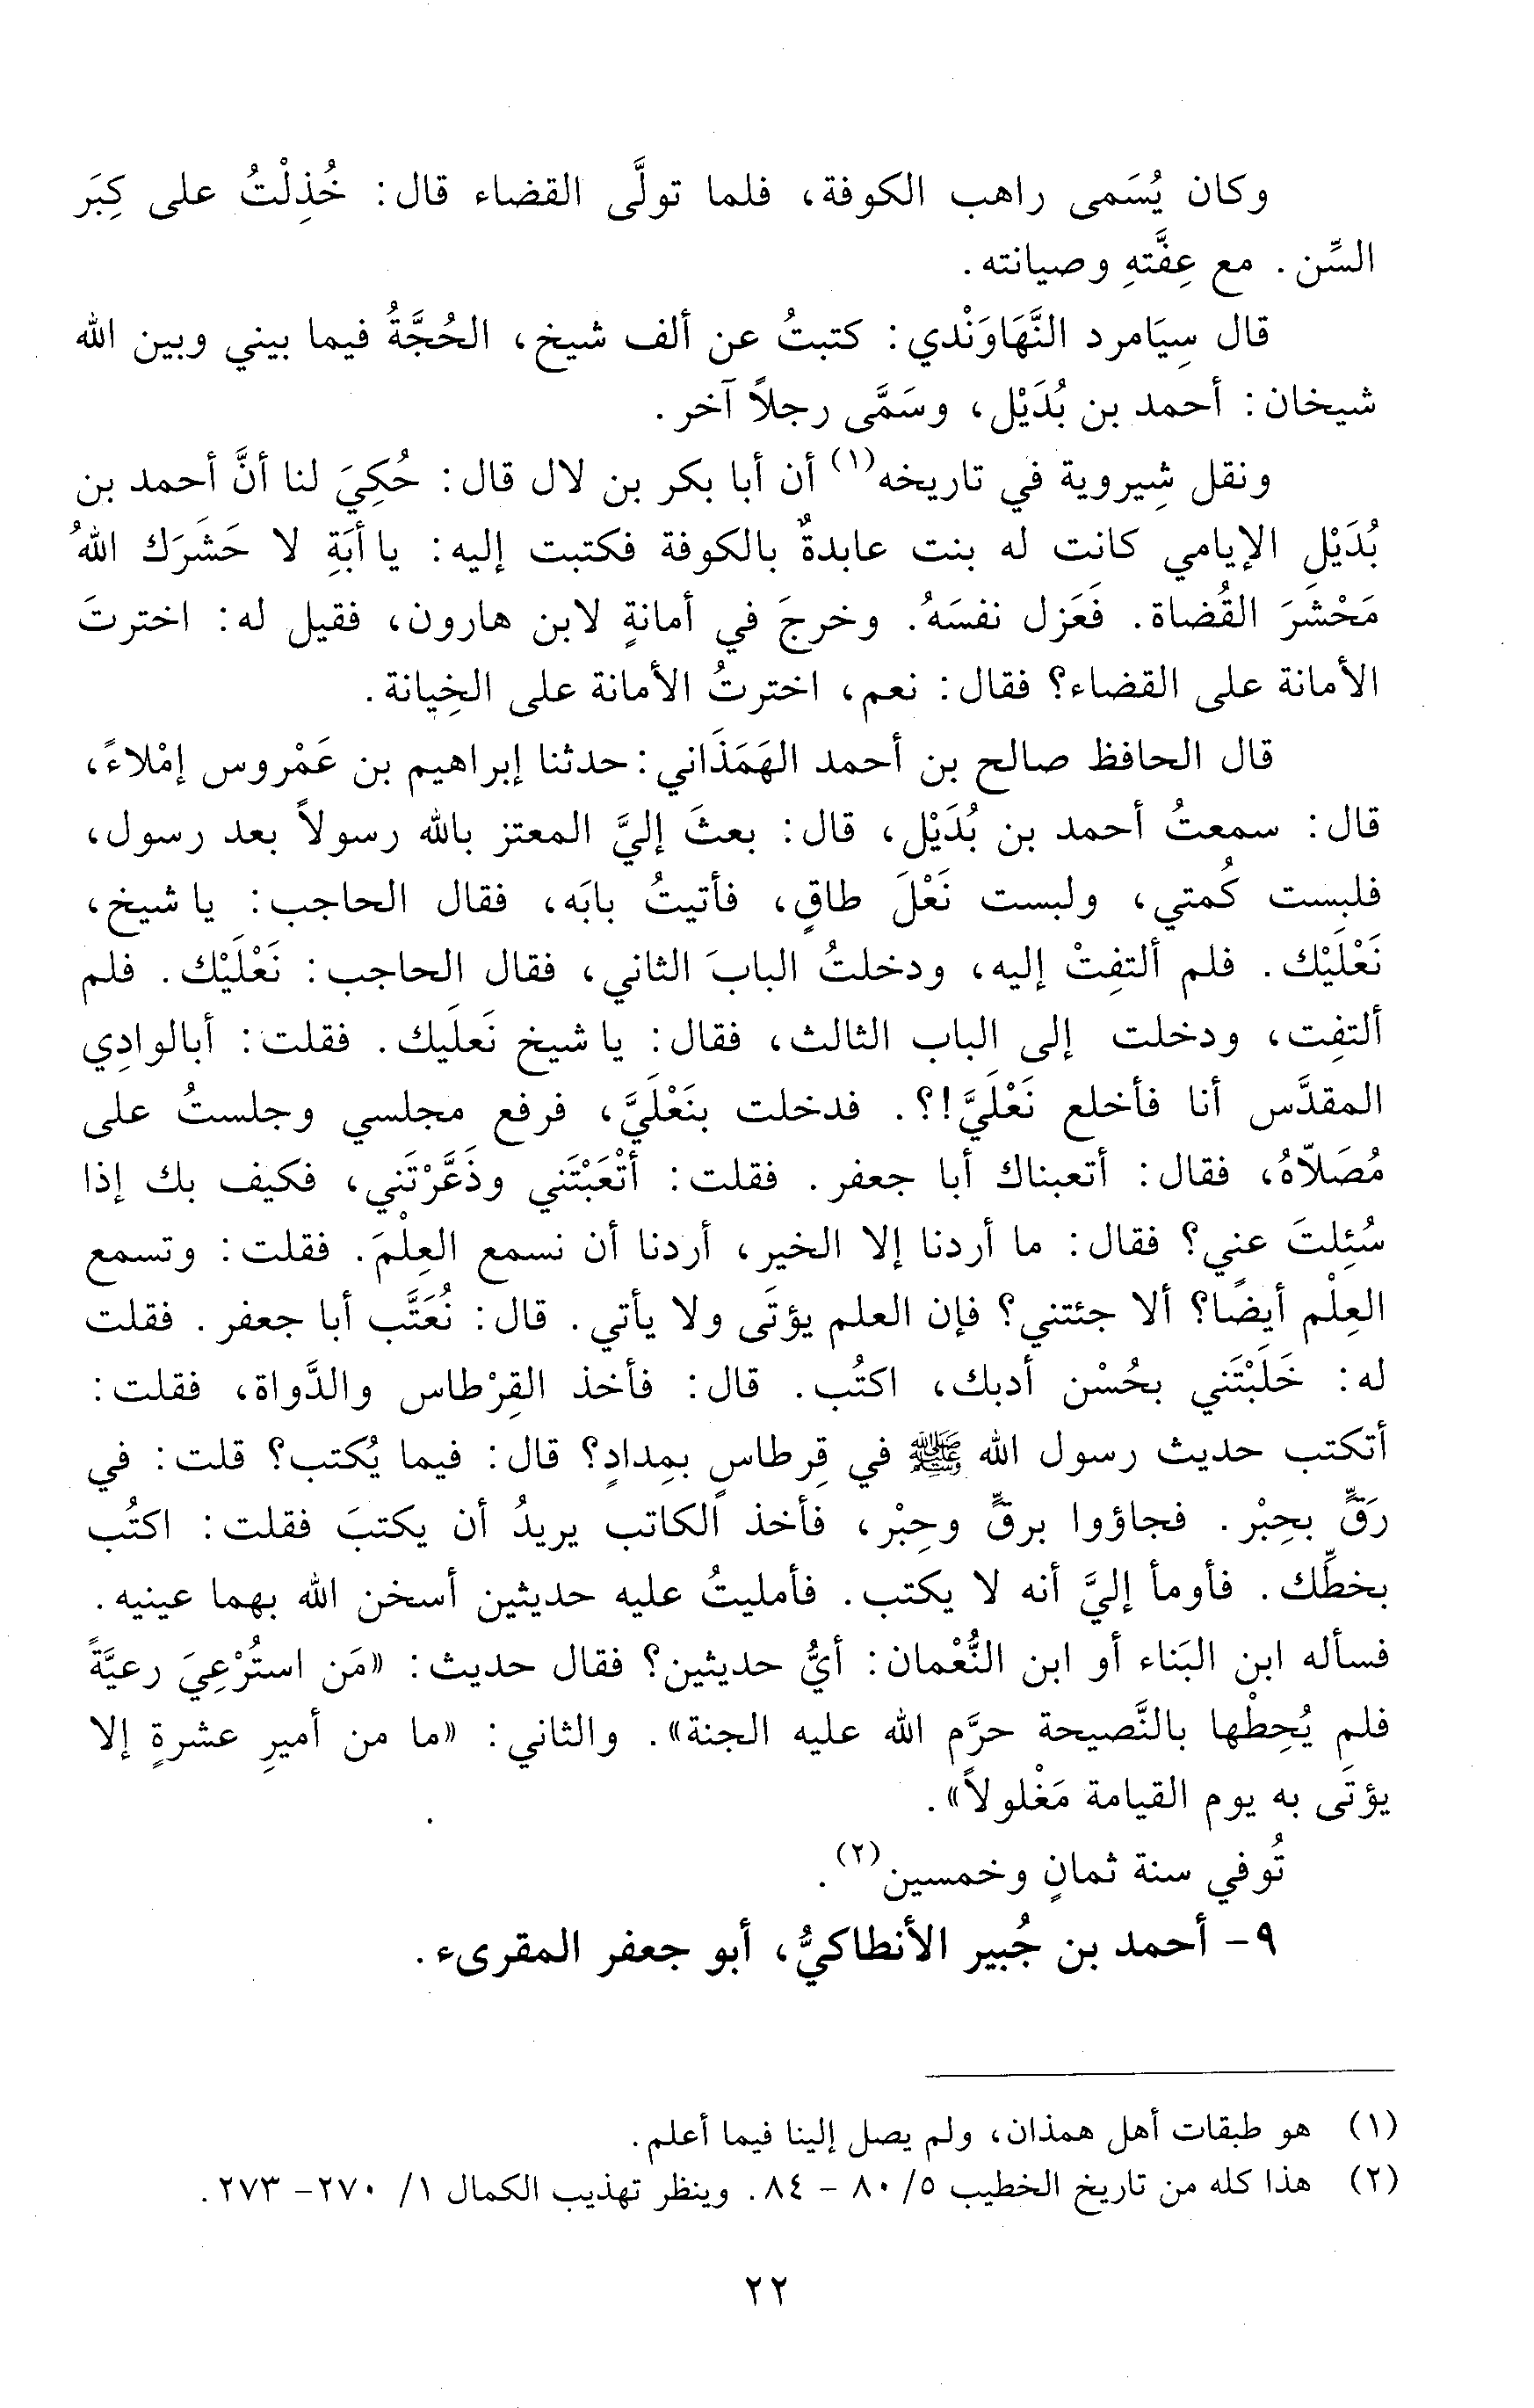 وكان يُسَمى راهب الكوفة، فلما تولَّى القضاء قال: خُذِلْتُ على كِبَر
السِّن. مع عِفَّتهِ وصيانته.
قال سِيَامرد النَّهَاوَنْدي: كتبتُ عن ألف شيخ، الحُجَّةُ فيما بيني وبين الله
شيخان: أحمد بن بُدَيْل، وسَمَّى رجلاً آخر.
ونقل شِيروية في تاريخه(١) أن أبا بكر بن لال قال: حُكِيَ لنا أنَّ أحمد بن
بُدَيْلِ الإيامي كانت له بنت عابدةٌ بالكوفة فكتبت إليه: يا أبَةِ لا حَشَرَك اللهُ
مَحْشَرَ القُضاة. فَعَزل نفسَهُ. وخرجَ في أمانةٍ لابن هارون، فقيل له: اخترتَ
الأمانة على القضاء؟ فقال: نعم، اخترتُ الأمانة على الخِيانة.
قال الحافظ صالح بن أحمد الهَمَذَاني: حدثنا إبراهيم بن عَمْروس إمْلاءً،
قال: سمعتُ أحمد بن بُدَيْل، قال: بعثَ إليَّ المعتز بالله رسولاً بعد رسول،
فلبست كُمتي، ولبست نَعْلَ طاقٍ، فأتيتُ بابَه، فقال الحاجب: يا شيخ،
نَعْلَيْك. فلم ألتفِتْ إليه، ودخلتُ البابَ الثاني، فقال الحاجب: نَعْلَيْك. فلم
ألتفِت، ودخلت إلى الباب الثالث، فقال: يا شيخ نَعلَيك. فقلت: أبالوادِي
المقدَّس أنا فأخلع نَعْلَيَّ!؟. فدخلت بنَعْلَيَّ، فرفع مجلسي وجلستُ على
مُصَلاّهُ، فقال: أتعبناك أبا جعفر. فقلت: أتْعَبْتَني وذَعَّرْتَني، فكيف بك إذا
سُئِلتَ عني؟ فقال: ما أردنا إلا الخير، أردنا أن نسمع العِلْمَ. فقلت: وتسمع
العِلْم أيضًا؟ ألا جئتني؟ فإن العلم يؤتَى ولا يأتي. قال: نُعَتَّب أبا جعفر. فقلت
له: خَلَبْتَني بحُسْن أدبك، اكتُب. قال: فأخذ القِرْطاس والدَّواة، فقلت:
أتكتب حديث رسول الله ﷺ في قِرطاسٍ بمِدادٍ؟ قال: فيما يُكتب؟ قلت: في
رَقٍّ بحِبْر. فجاؤوا برقٍّ وحِبْر، فأخذ الكاتب يريدُ أن يكتبَ فقلت: اكتُب
بخطِّك. فأومأ إليَّ أنه لا يكتب. فأمليتُ عليه حديثين أسخن الله بهما عينيه.
فسأله ابن البَناء أو ابن النُّعْمان: أيُّ حديثين؟ فقال حديث: «مَن استُرْعِيَ رعيَّةً
فلم يُحِطْها بالنَّصيحة حرَّم الله عليه الجنة». والثاني: «ما من أميرِ عشرةٍ إلا
يؤتَى به يوم القيامة مَغْلولاً».
تُوفي سنة ثمانٍ وخمسين(٢).
٩- أحمد بن جُبير الأنطاكيُّ، أبو جعفر المقرىء.
(١) هو طبقات أهل همذان، ولم يصل إلينا فيما أعلم.
(٢) هذا كله من تاريخ الخطيب ٥/ ٨٠ - ٨٤. وينظر تهذيب الكمال ١/ ٢٧٠- ٢٧٣.
٢٢